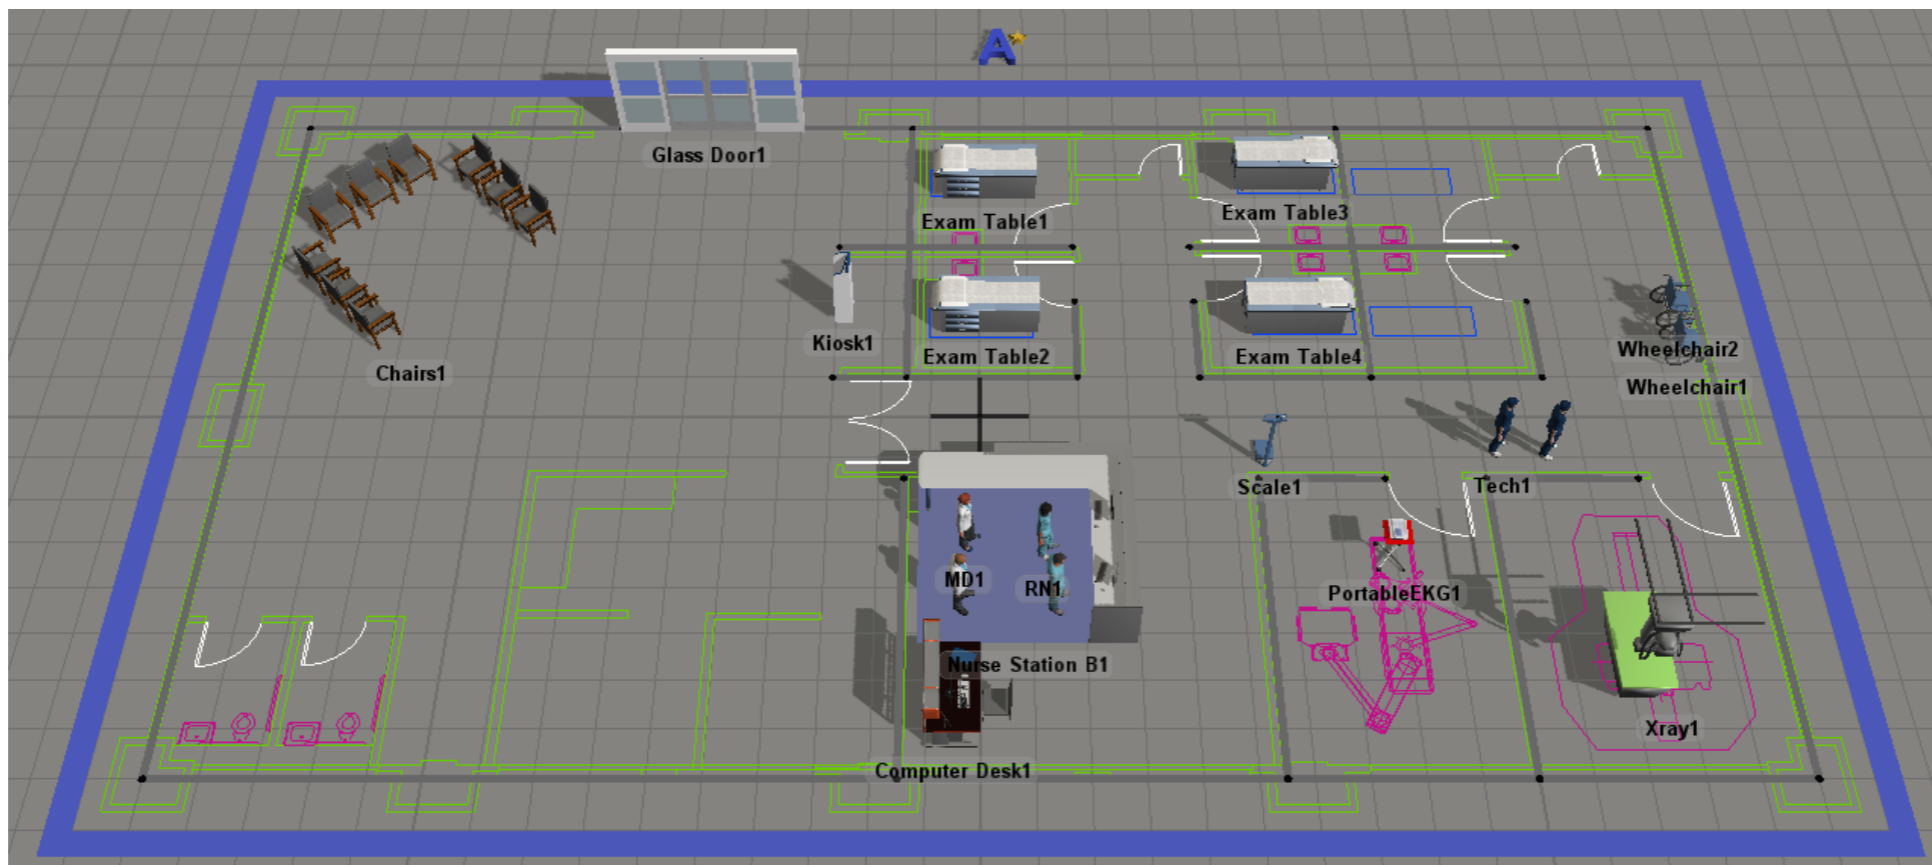 A
Glass Door1
Exam Table1
Exam Table3
Kiosk1
Exam Table2
Exam Table4
Wheelchair2
Chairs1
Wheelchair1
Scale1
Tech1
MD1
RN1
PortableEKG1
Nurse Station B1
Xray1
Computer Desk1